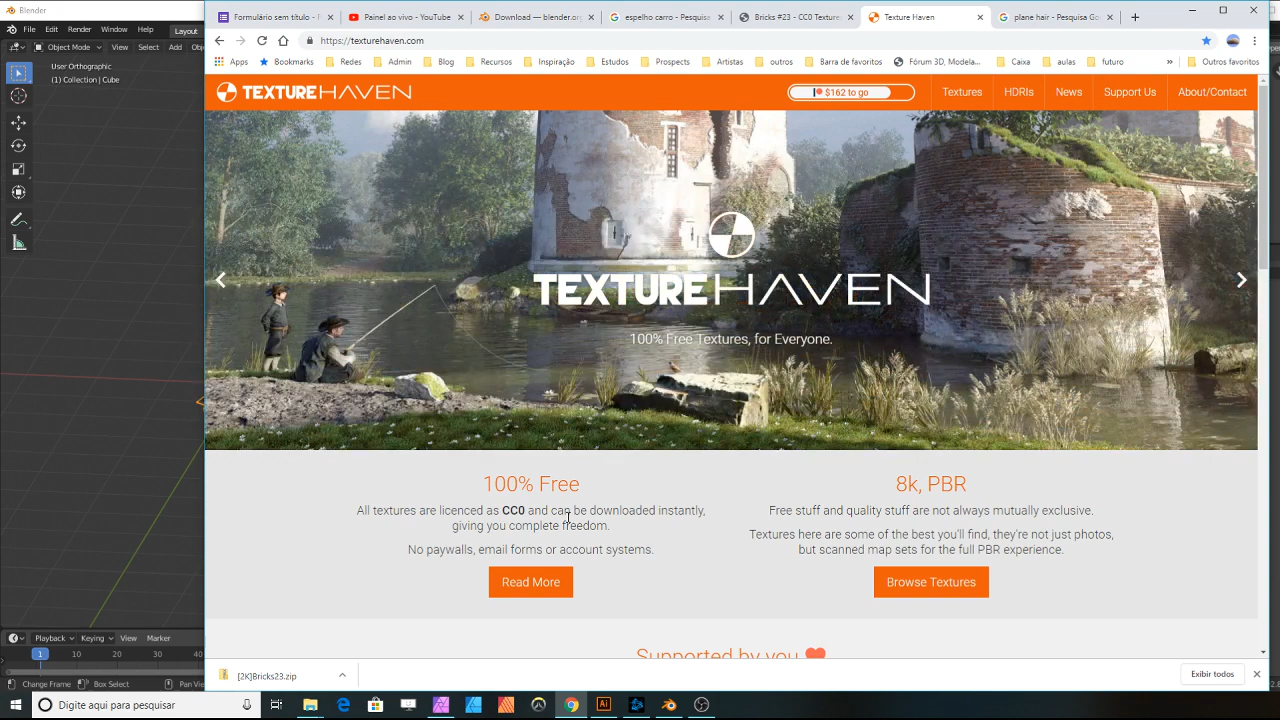 Blender
File Edit Render Window Help Layout
Object Mode View Select Add
User Orthographic
(1) Collection | Cube
Formulário sem título - F
Painel ao vivo - YouTube
Download — blender.org
espelho carro - Pesquisa
Bricks #23 - CC0 Textures
Texture Haven
plane hair - Pesquisa Go
https://texturehaven.com
Apps Bookmarks Redes Admin Blog Recursos Inspiração Estudos Prospects Artistas outros Barra de favoritos Fórum 3D, Modela... Caixa aulas futuro » Outros favoritos
TEXTUREHAVEN
$162 to go
Textures HDRIs News Support Us About/Contact
TEXTUREHAVEN
100% Free Textures, for Everyone.
100% Free
All textures are licenced as CC0 and can be downloaded instantly,
giving you complete freedom.
No paywalls, email forms or account systems.
Read More
8k, PBR
Free stuff and quality stuff are not always mutually exclusive.
Textures here are some of the best you'll find, they're not just photos,
but scanned map sets for the full PBR experience.
Browse Textures
Supported by you
Playback Keying View Marker
1 10 20 30 40
[2K]Bricks23.zip
Exibir todos
Change Frame Box Select Pan Vie
Digite aqui para pesquisar
Ai